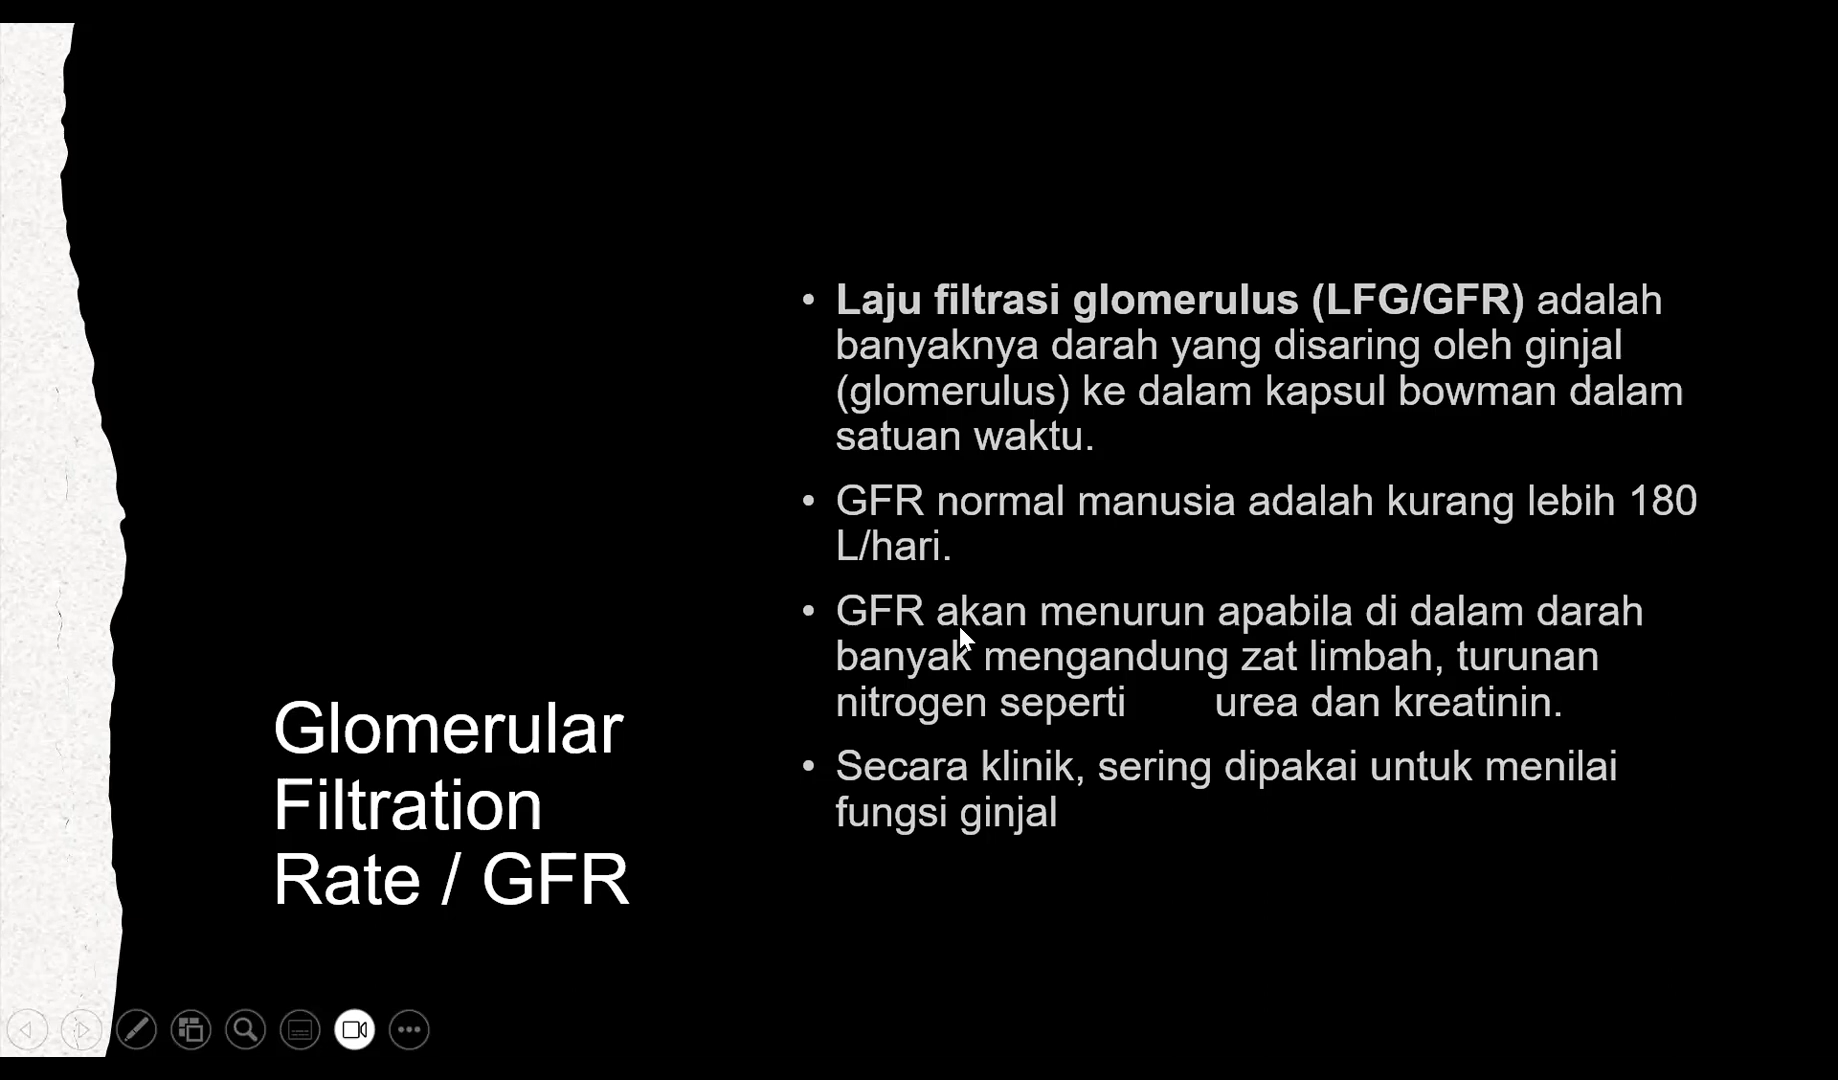 Glomerular
Filtration
Rate / GFR
• Laju filtrasi glomerulus (LFG/GFR) adalah
banyaknya darah yang disaring oleh ginjal
(glomerulus) ke dalam kapsul bowman dalam
satuan waktu.
• GFR normal manusia adalah kurang lebih 180
L/hari.
• GFR akan menurun apabila di dalam darah
banyak mengandung zat limbah, turunan
nitrogen seperti urea dan kreatinin.
• Secara klinik, sering dipakai untuk menilai
fungsi ginjal